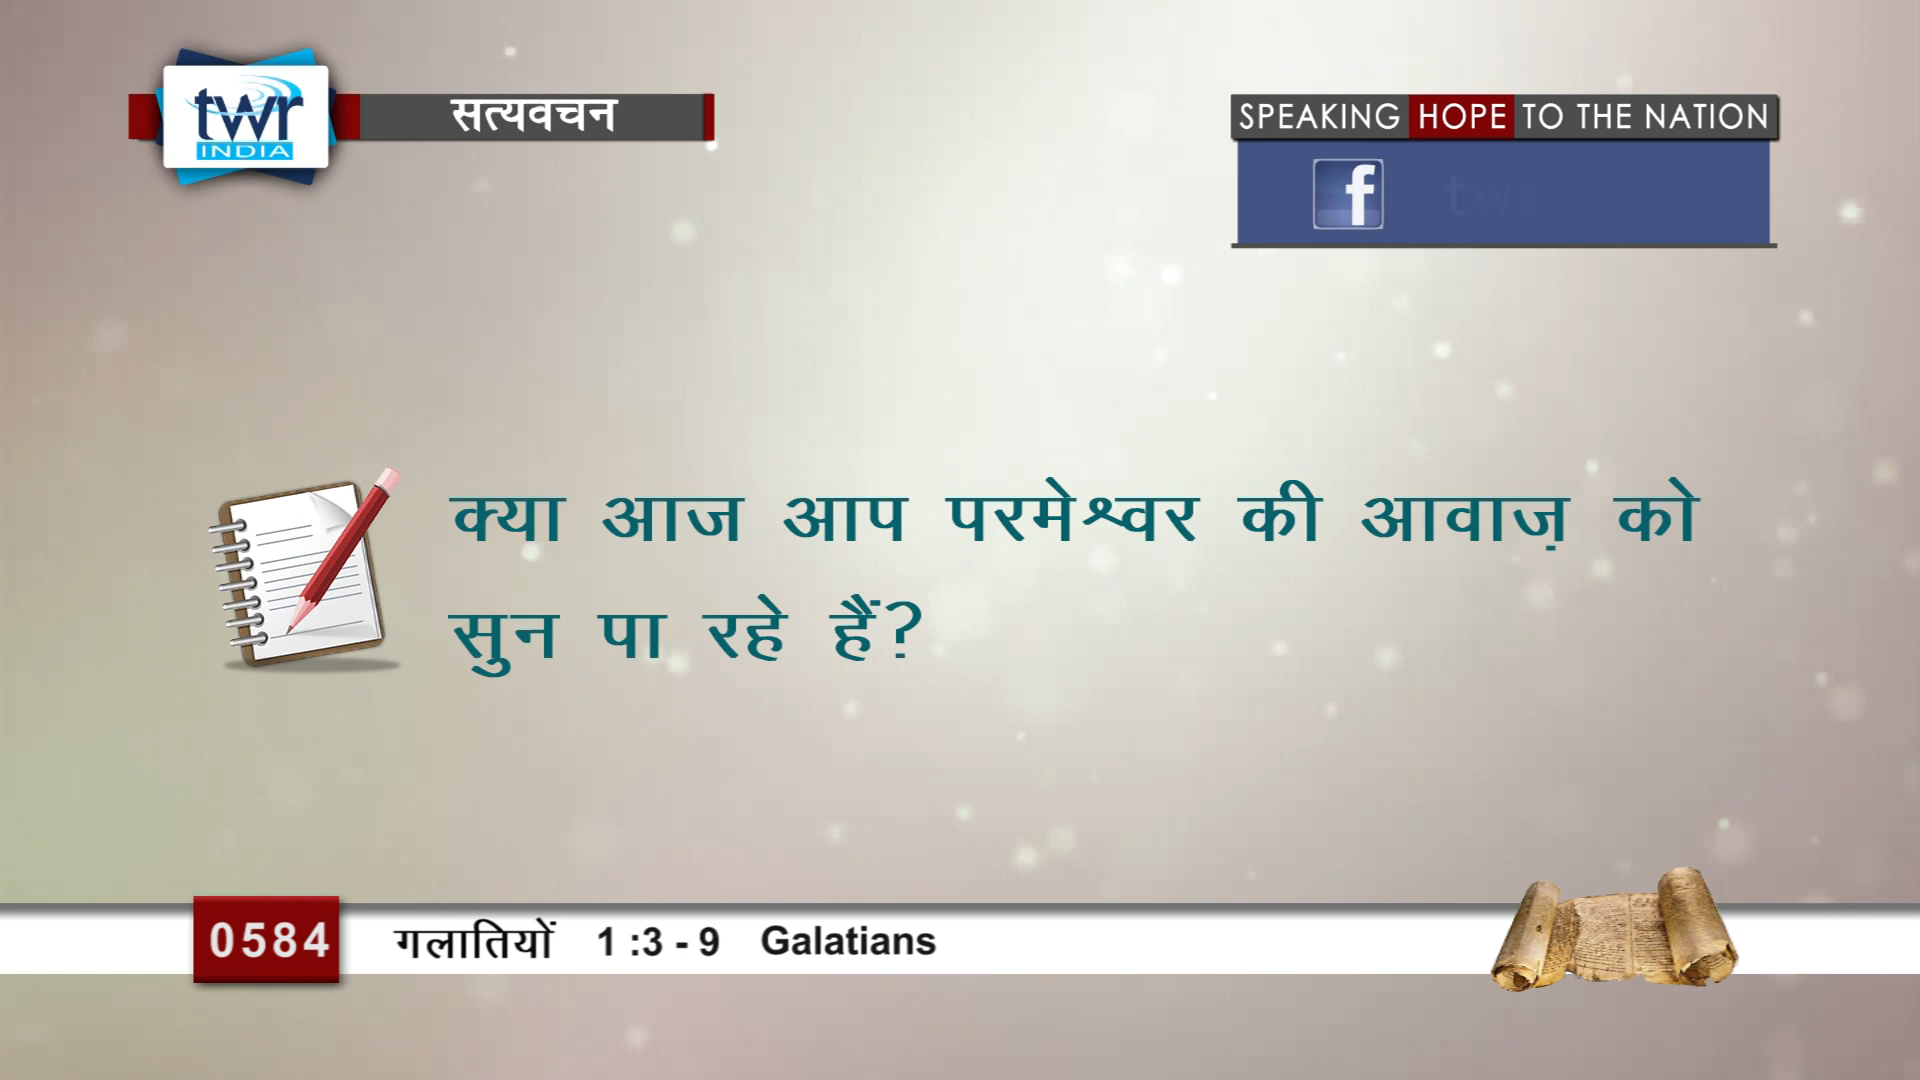 twr
INDIA
सत्यवचन
SPEAKING HOPE TO THE NATION
f
twr
क्या आज आप परमेश्वर की आवाज़ को
सुन पा रहे हैं?
0584 गलातियों 1 :3 - 9 Galatians